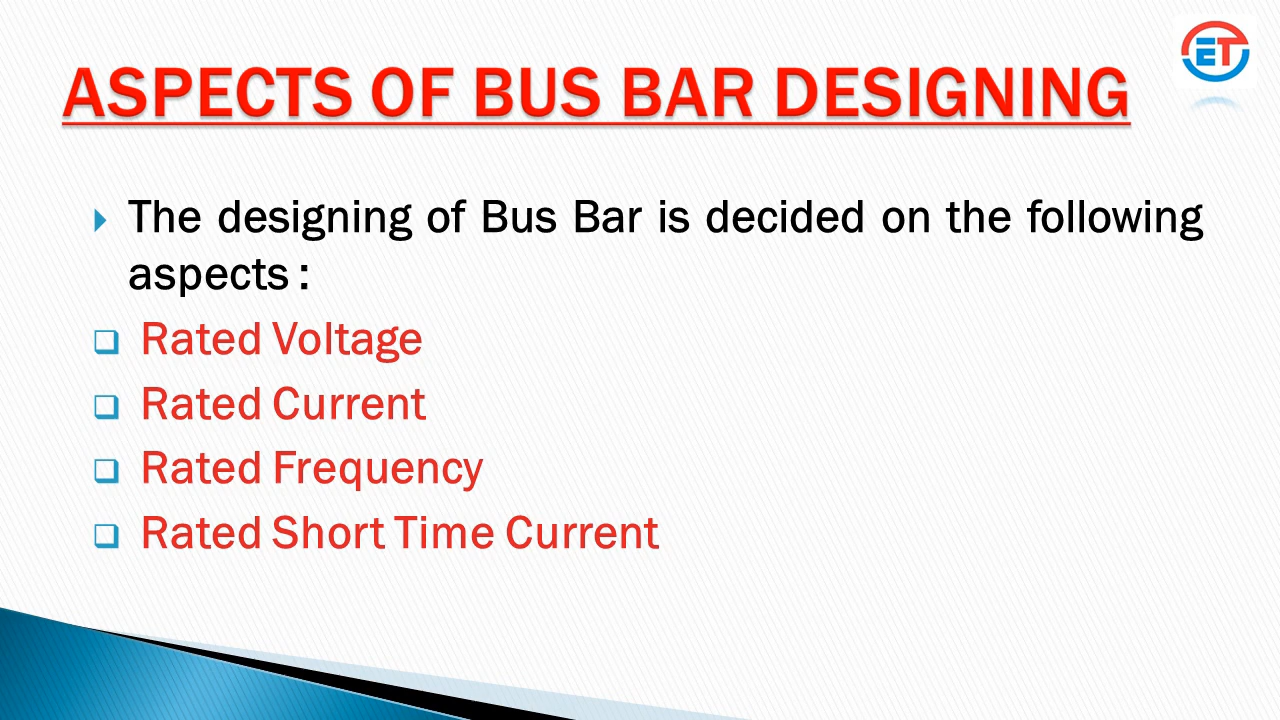 ET
ASPECTS OF BUS BAR DESIGNING
The designing of Bus Bar is decided on the following
aspects :
Rated Voltage
Rated Current
Rated Frequency
Rated Short Time Current